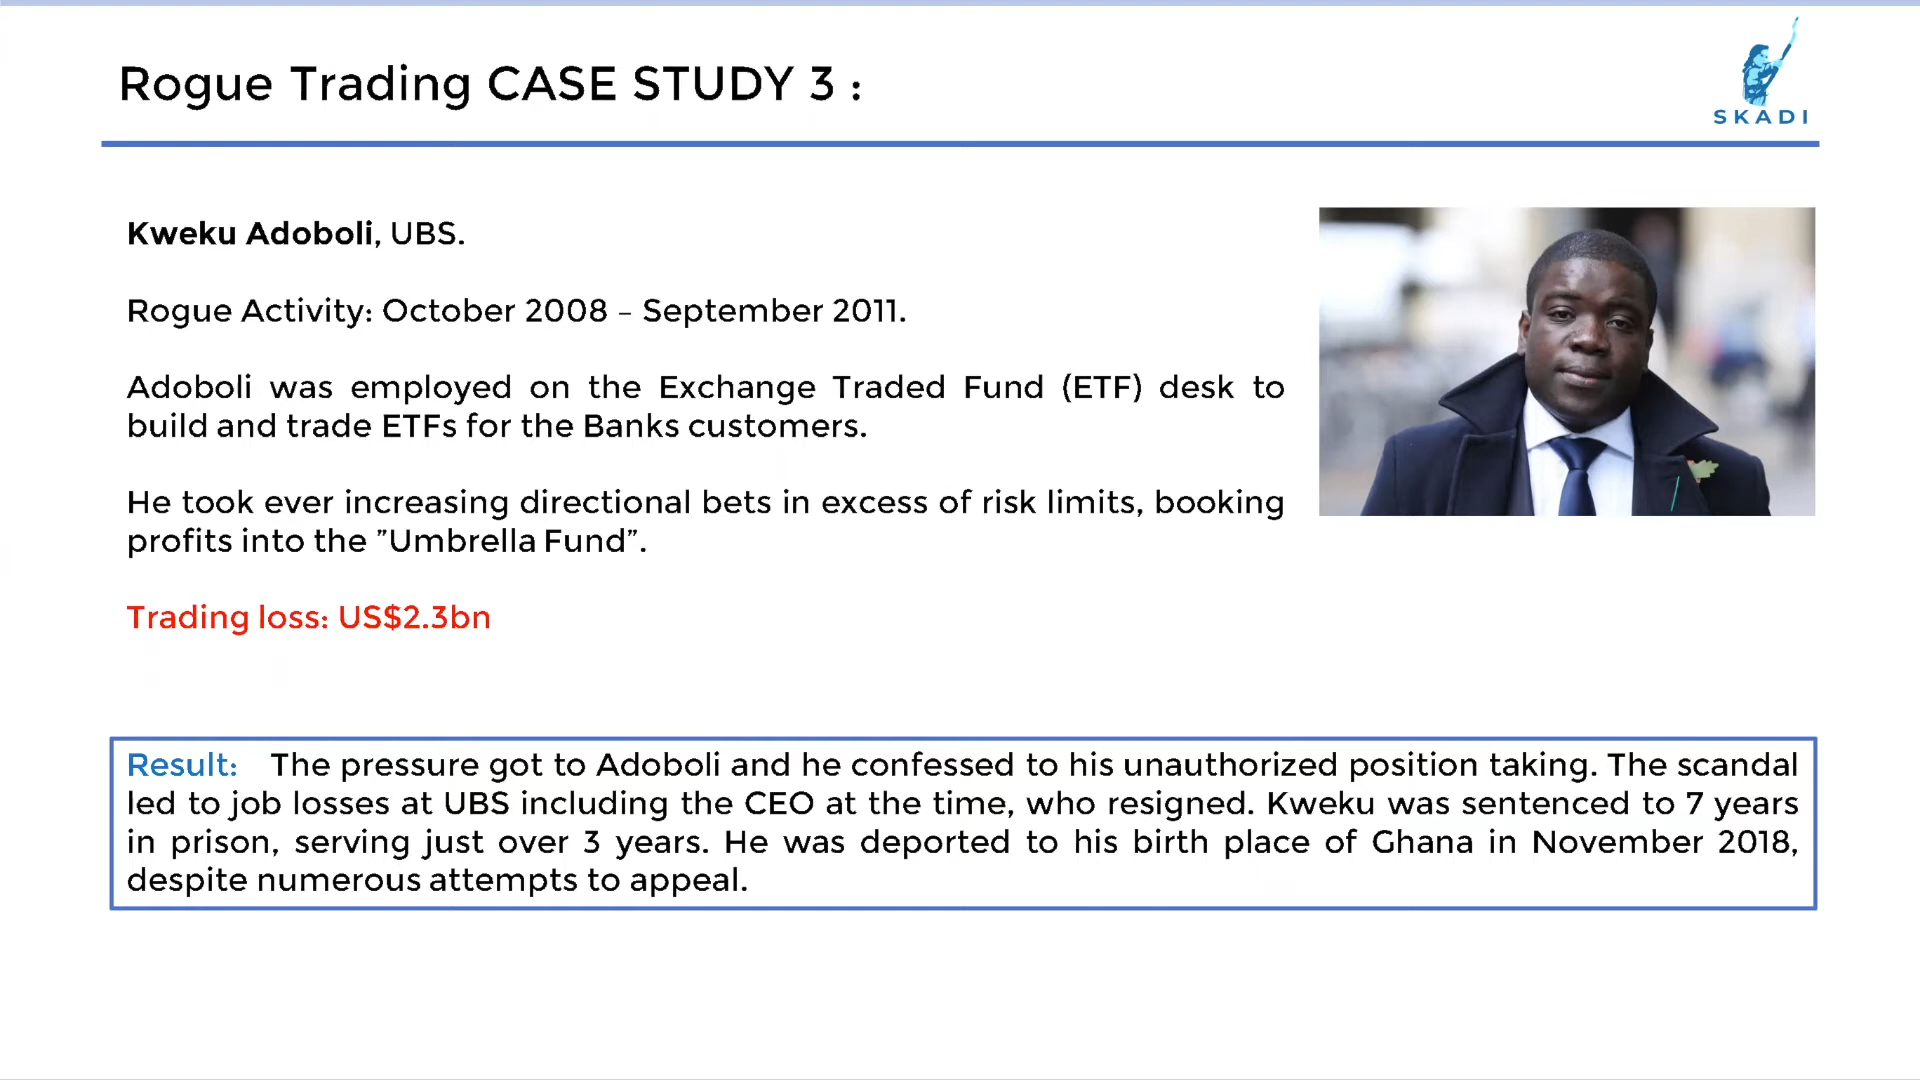 Rogue Trading CASE STUDY 3 :
SKADI
Kweku Adoboli, UBS.
Rogue Activity: October 2008 – September 2011.
Adoboli was employed on the Exchange Traded Fund (ETF) desk to
build and trade ETFs for the Banks customers.
He took ever increasing directional bets in excess of risk limits, booking
profits into the ”Umbrella Fund”.
Trading loss: US$2.3bn
Result: The pressure got to Adoboli and he confessed to his unauthorized position taking. The scandal
led to job losses at UBS including the CEO at the time, who resigned. Kweku was sentenced to 7 years
in prison, serving just over 3 years. He was deported to his birth place of Ghana in November 2018,
despite numerous attempts to appeal.